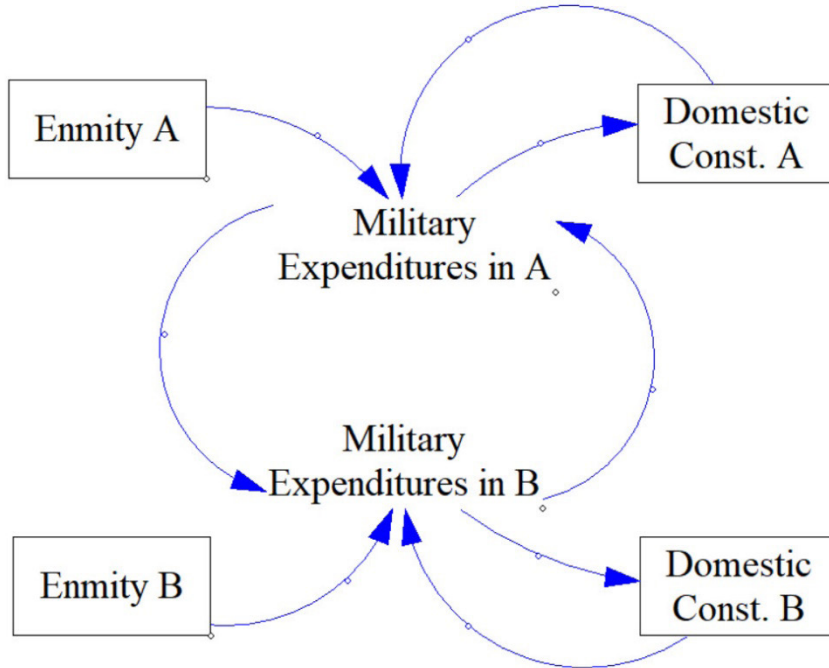 Enmity A
Domestic
Const. A
Military
Expenditures in A
Military
Expenditures in B
Enmity B
Domestic
Const. B